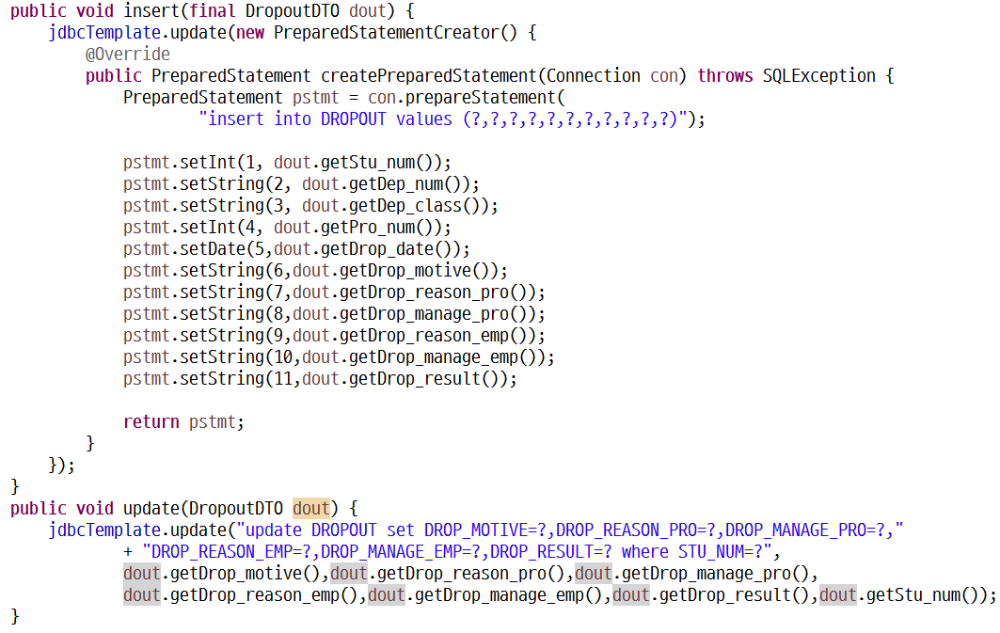 public void insert(final DropoutDTO dout) {
    jdbcTemplate.update(new PreparedStatementCreator() {
        @Override
        public PreparedStatement createPreparedStatement(Connection con) throws SQLException {
            PreparedStatement pstmt = con.prepareStatement(
                    "insert into DROPOUT values (?,?,?,?,?,?,?,?,?,?,?)");

            pstmt.setInt(1, dout.getStu_num());
            pstmt.setString(2, dout.getDep_num());
            pstmt.setString(3, dout.getDep_class());
            pstmt.setInt(4, dout.getPro_num());
            pstmt.setDate(5,dout.getDrop_date());
            pstmt.setString(6,dout.getDrop_motive());
            pstmt.setString(7,dout.getDrop_reason_pro());
            pstmt.setString(8,dout.getDrop_manage_pro());
            pstmt.setString(9,dout.getDrop_reason_emp());
            pstmt.setString(10,dout.getDrop_manage_emp());
            pstmt.setString(11,dout.getDrop_result());

            return pstmt;
        }
    });
}
public void update(DropoutDTO dout) {
    jdbcTemplate.update("update DROPOUT set DROP_MOTIVE=?,DROP_REASON_PRO=?,DROP_MANAGE_PRO=?,"
            + "DROP_REASON_EMP=?,DROP_MANAGE_EMP=?,DROP_RESULT=? where STU_NUM=?",
            dout.getDrop_motive(),dout.getDrop_reason_pro(),dout.getDrop_manage_pro(),
            dout.getDrop_reason_emp(),dout.getDrop_manage_emp(),dout.getDrop_result(),dout.getStu_num());
}